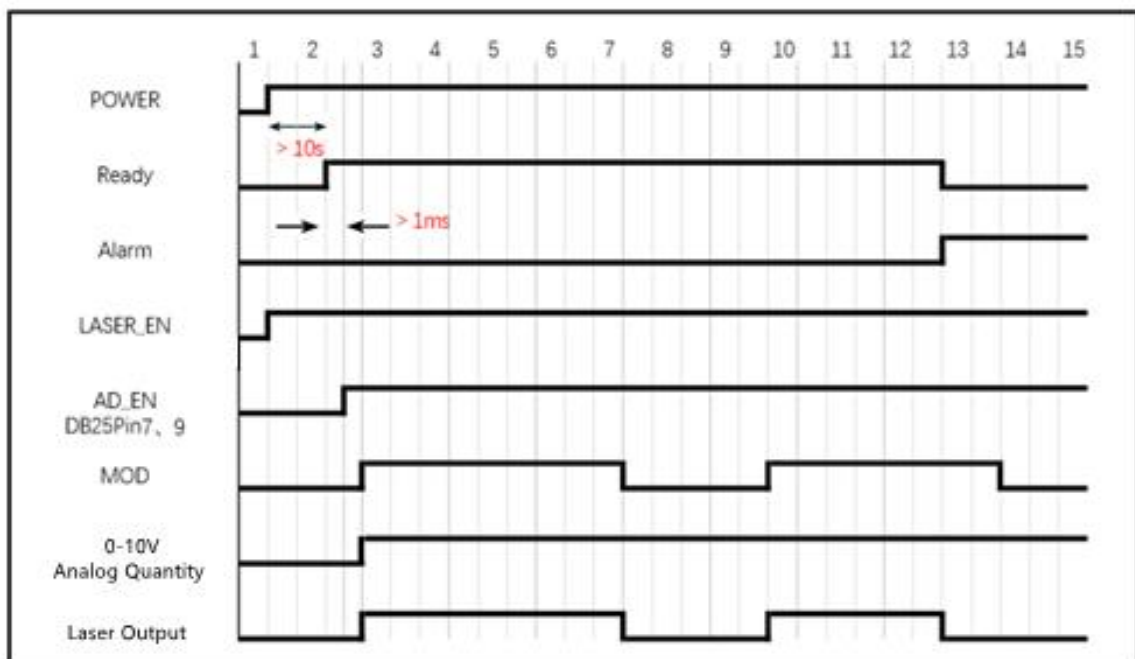 1 2 3 4 5 6 7 8 9 10 11 12 13 14 15
POWER
> 10s
Ready
> 1ms
Alarm
LASER_EN
AD_EN
DB25Pin7、9
MOD
0-10V
Analog Quantity
Laser Output